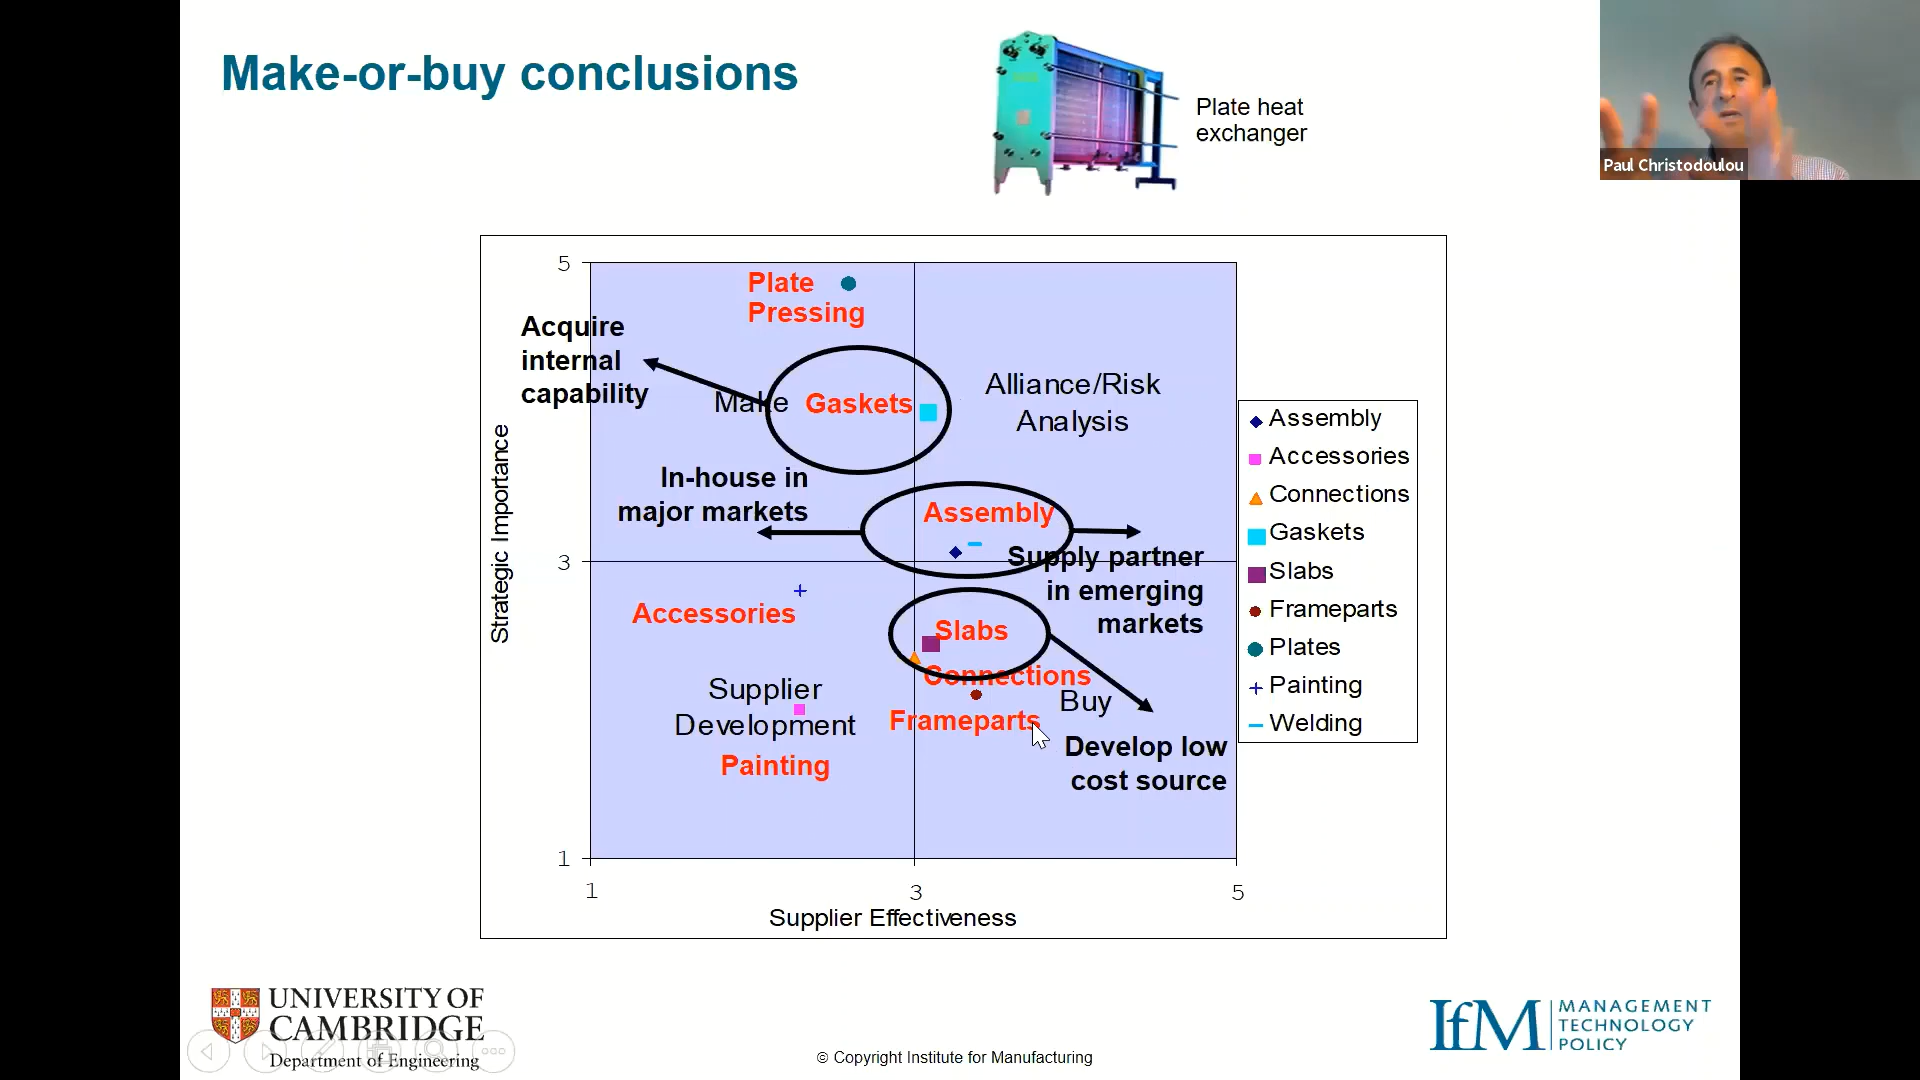 Make-or-buy conclusions
Plate heat
exchanger
Paul Christodoulou
5
Plate
Pressing
Acquire
internal
capability
Make
Gaskets
Alliance/Risk
Analysis
In-house in
major markets
Assembly
Strategic Importance
3
Supply partner
in emerging
markets
Accessories
Slabs
Connections
Supplier
Development
Buy
Frameparts
Painting
Develop low
cost source
1
1
3
5
Supplier Effectiveness
Assembly
Accessories
Connections
Gaskets
Slabs
Frameparts
Plates
Painting
Welding
UNIVERSITY OF
CAMBRIDGE
Department of Engineering
© Copyright Institute for Manufacturing
IfM
MANAGEMENT
TECHNOLOGY
POLICY